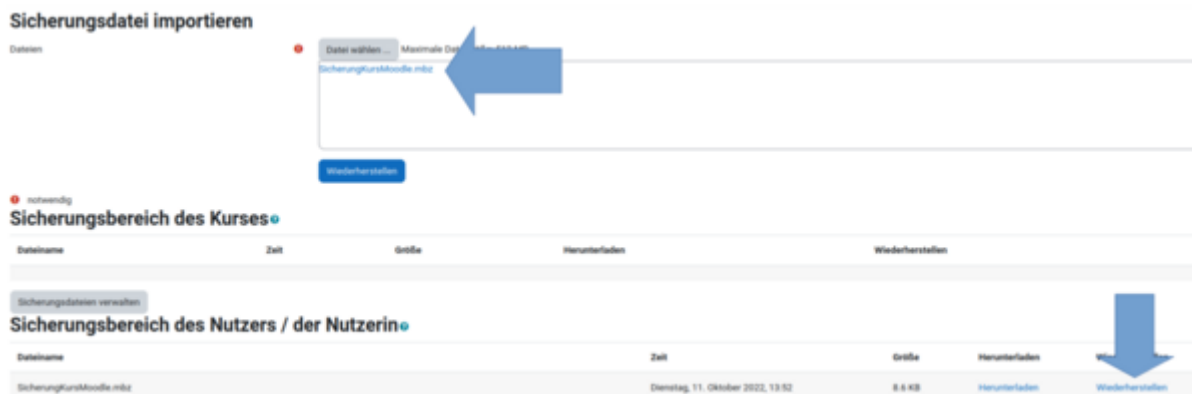 Sicherungsdatei importieren
Dateien
Datei wählen ... Maximale
SicherungKursMoodle.mbz
Wiederherstellen
notwendig
Sicherungsbereich des Kurses
Dateiname Zeit Größe Herunterladen Wiederherstellen
Sicherungsdateien verwalten
Sicherungsbereich des Nutzers / der Nutzerin
Dateiname Zeit Größe Herunterladen
SicherungKursMoodle.mbz Dienstag, 11. Oktober 2022, 13:52 8.6 KB Herunterladen Wiederherstellen